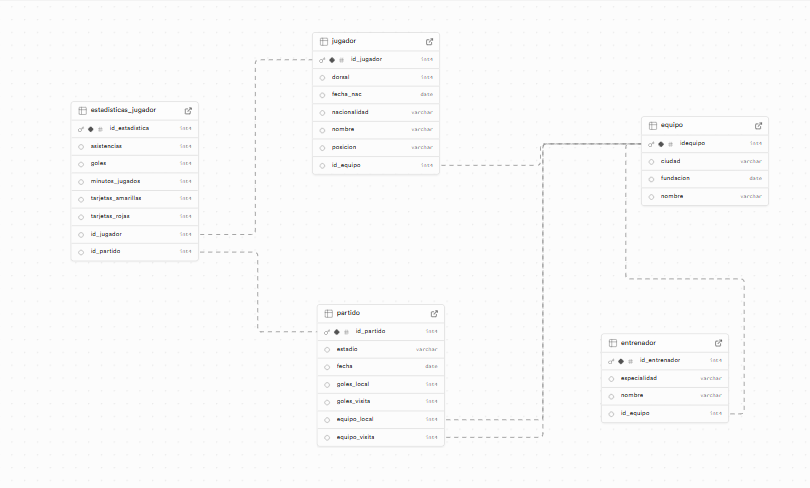 jugador
id_jugador int4
dorsal int4
fecha_nac date
nacionalidad varchar
nombre varchar
posicion varchar
id_equipo int4
estadisticas_jugador
id_estadistica int4
asistencias int4
goles int4
minutos_jugados int4
tarjetas_amarillas int4
tarjetas_rojas int4
id_jugador int4
id_partido int4
equipo
idequipo int4
ciudad varchar
fundacion date
nombre varchar
partido
id_partido int4
estadio varchar
fecha date
goles_local int4
goles_visita int4
equipo_local int4
equipo_visita int4
entrenador
id_entrenador int4
especialidad varchar
nombre varchar
id_equipo int4